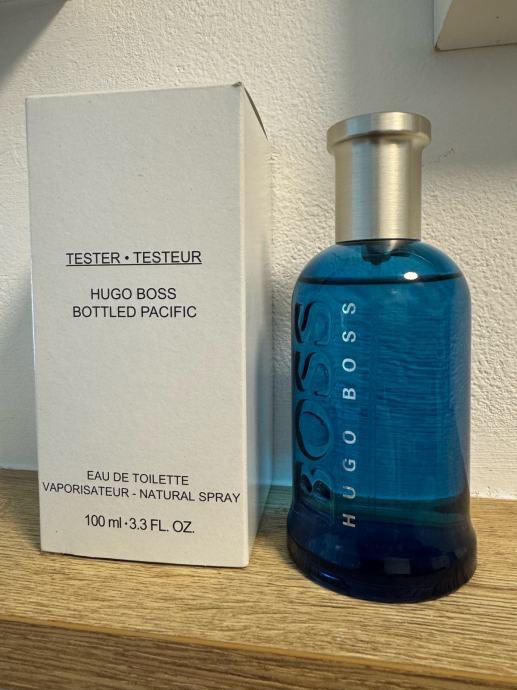 TESTER • TESTEUR
HUGO BOSS
BOTTLED PACIFIC
EAU DE TOILETTE
VAPORISATEUR - NATURAL SPRAY
100 ml • 3.3 FL. OZ.
BOSS
HUGO BOSS